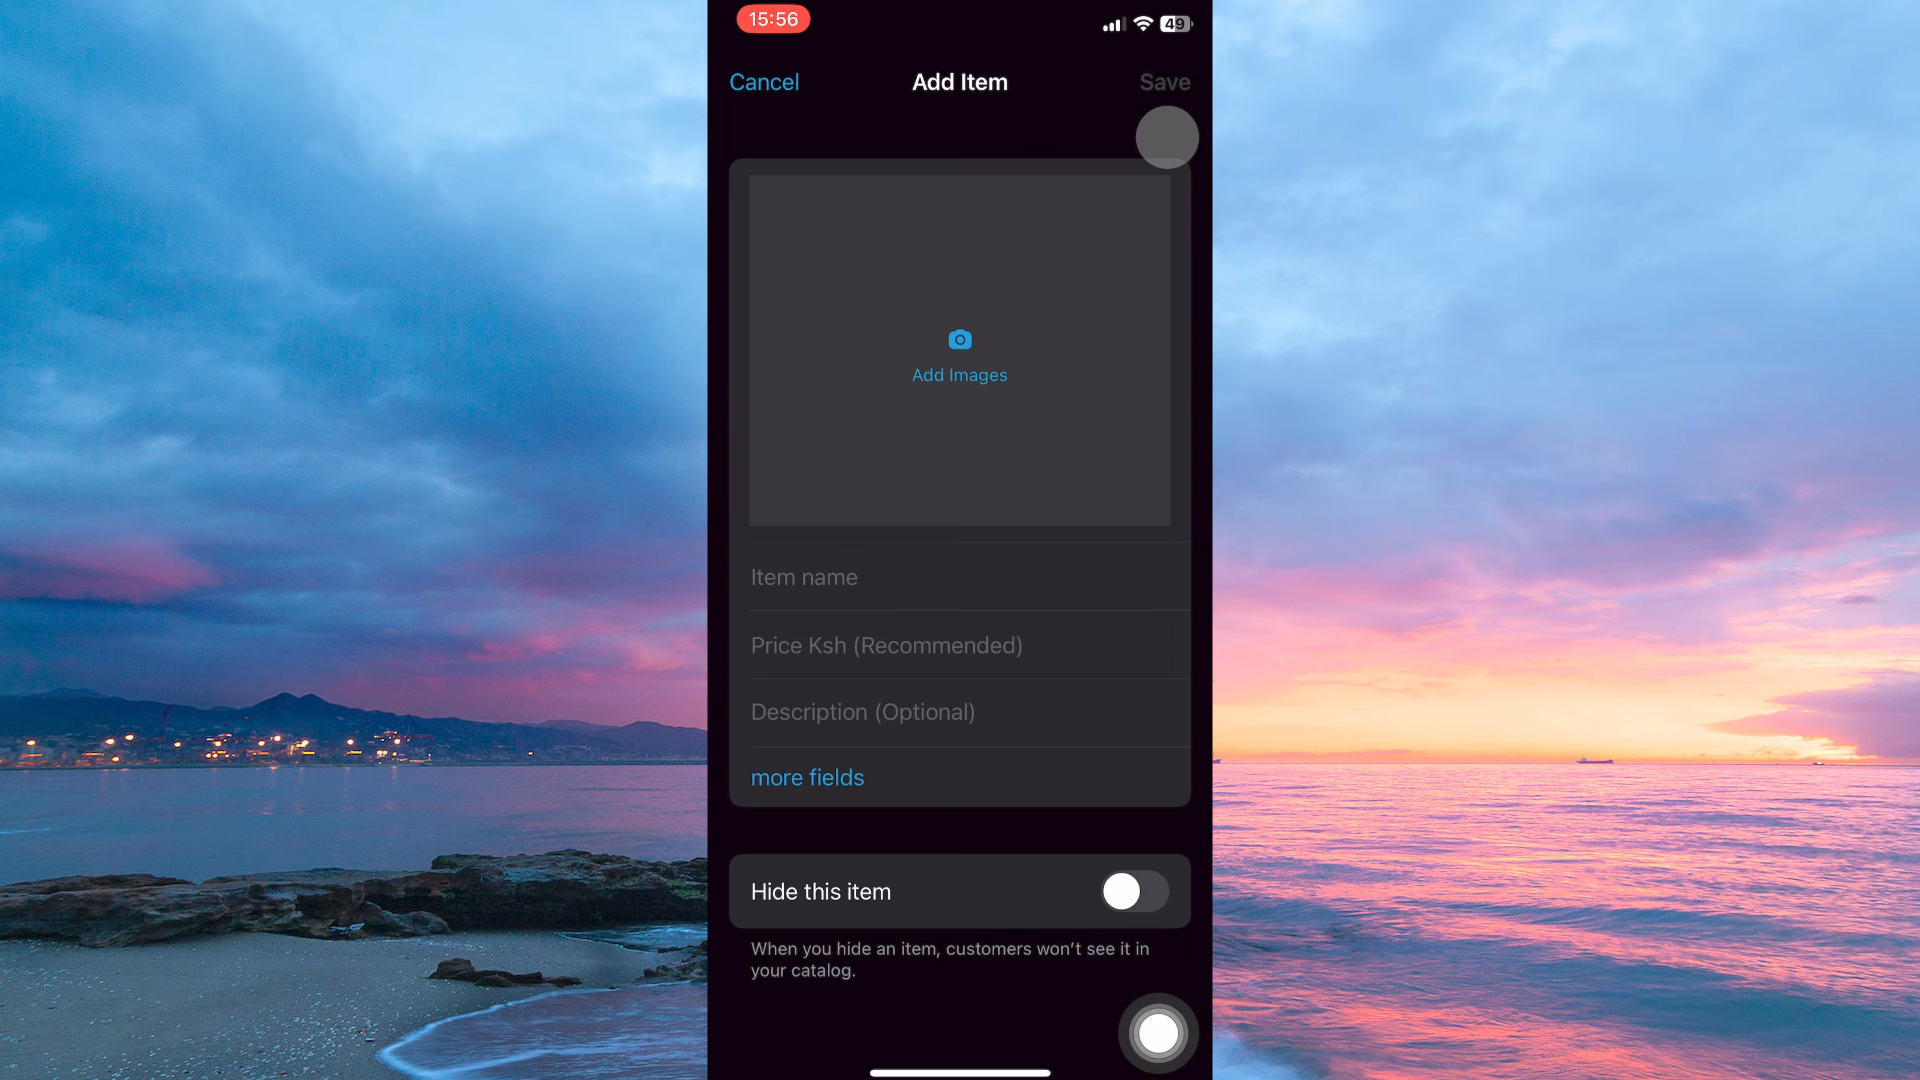 15:56
49
Cancel
Add Item
Save
Add Images
Item name
Price Ksh (Recommended)
Description (Optional)
more fields
Hide this item
When you hide an item, customers won’t see it in
your catalog.